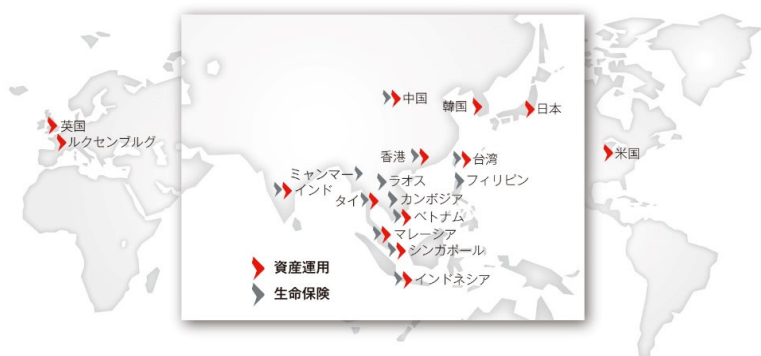 中国
韓国
日本
英国
ルクセンブルグ
香港
台湾
米国
ミャンマー
ラオス
フィリピン
インド
タイ
カンボジア
ベトナム
マレーシア
シンガポール
インドネシア
資産運用
生命保険